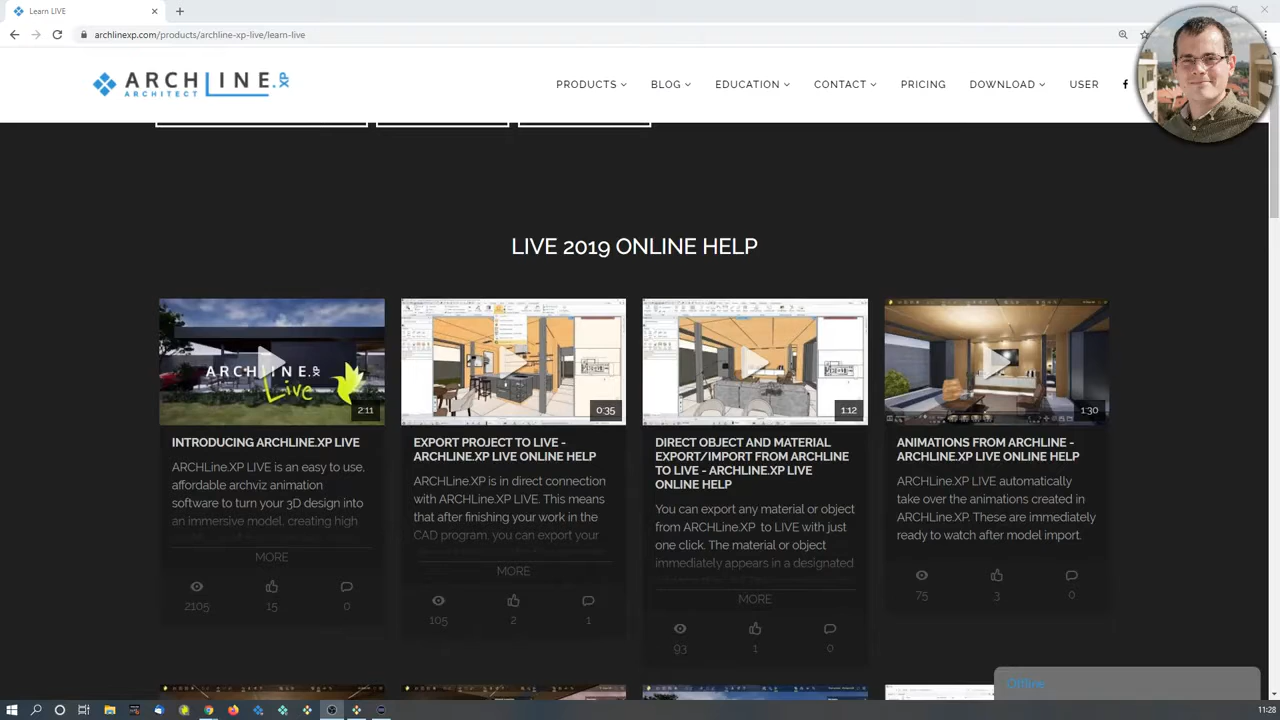 Learn LIVE
archlinexp.com/products/archline-xp-live/learn-live
ARCHLINE.XP
ARCHITECT
PRODUCTS
BLOG
EDUCATION
CONTACT
PRICING
DOWNLOAD
USER
LIVE 2019 ONLINE HELP
ARCHLINE.XP
Live
2:11
0:35
1:12
1:30
INTRODUCING ARCHLINE.XP LIVE
ARCHLine.XP LIVE is an easy to use,
affordable archviz animation
software to turn your 3D design into
an immersive model, creating high
MORE
2105
15
0
EXPORT PROJECT TO LIVE -
ARCHLINE.XP LIVE ONLINE HELP
ARCHLine.XP is in direct connection
with ARCHLine.XP LIVE. This means
that after finishing your work in the
CAD program, you can export your
MORE
105
2
1
DIRECT OBJECT AND MATERIAL
EXPORT/IMPORT FROM ARCHLINE
TO LIVE - ARCHLINE.XP LIVE
ONLINE HELP
You can export any material or object
from ARCHLine.XP to LIVE with just
one click. The material or object
immediately appears in a designated
MORE
93
1
0
ANIMATIONS FROM ARCHLINE -
ARCHLINE.XP LIVE ONLINE HELP
ARCHLine.XP LIVE automatically
take over the animations created in
ARCHLine.XP. These are immediately
ready to watch after model import.
75
3
0
Offline
11:28